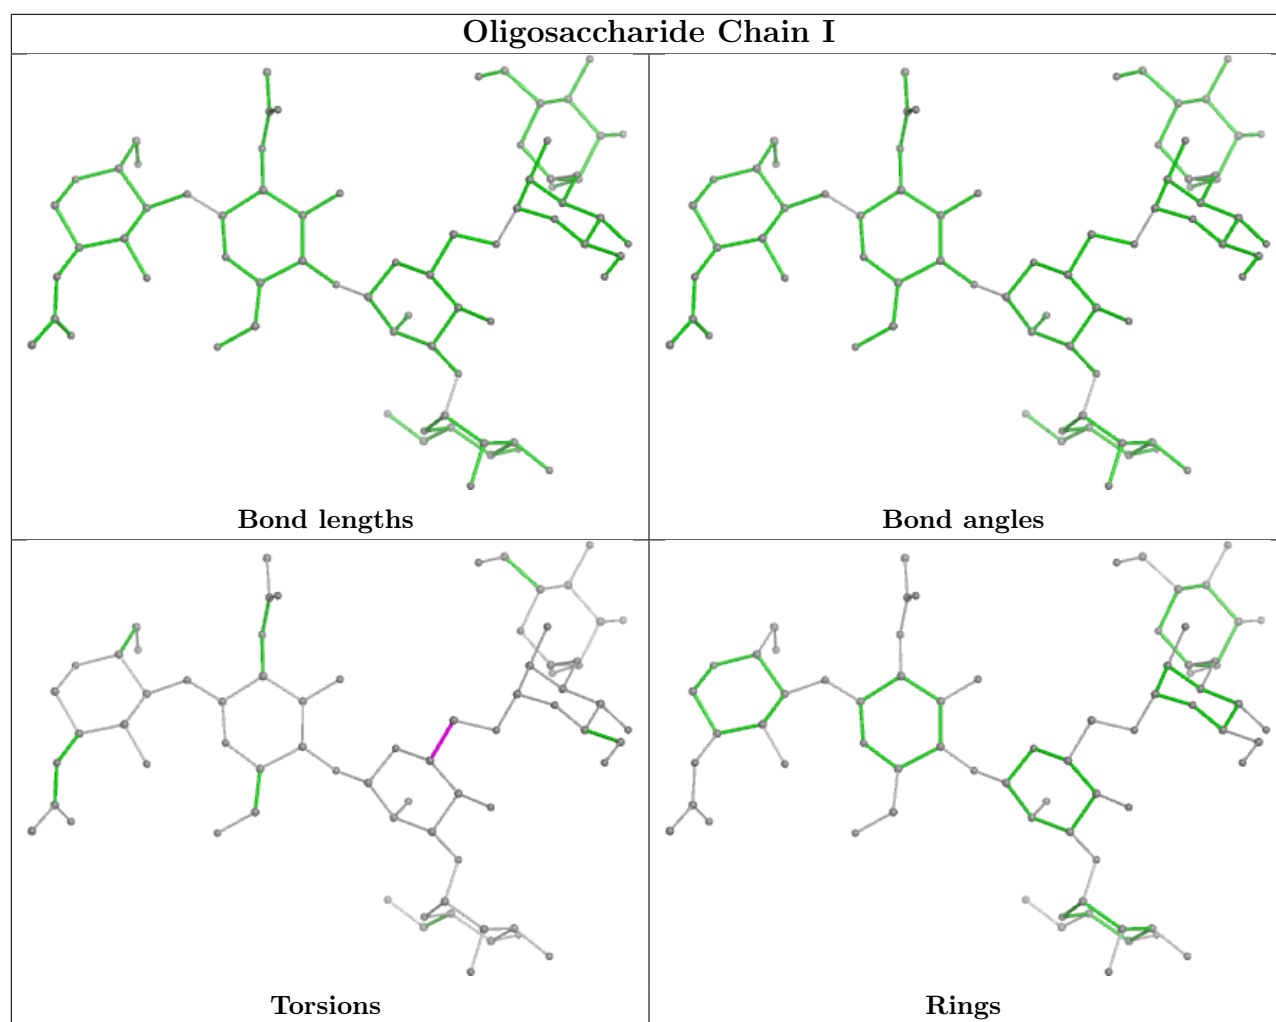 Oligosaccharide Chain I
Bond lengths
Bond angles
Torsions
Rings